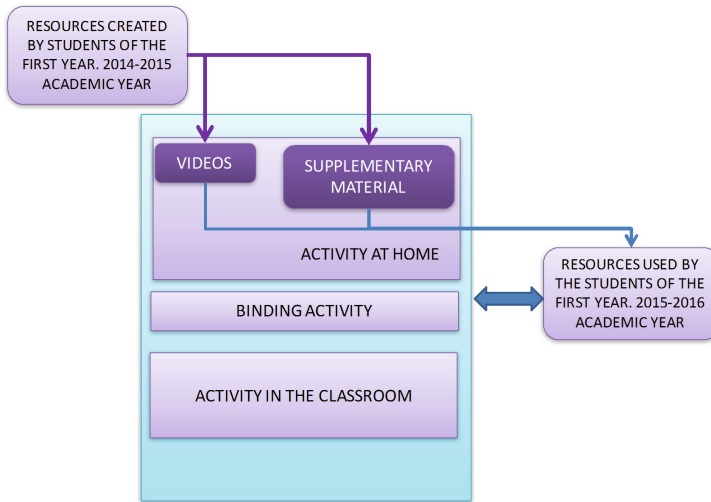 RESOURCES CREATED
BY STUDENTS OF THE
FIRST YEAR. 2014-2015
ACADEMIC YEAR
VIDEOS
SUPPLEMENTARY
MATERIAL
ACTIVITY AT HOME
RESOURCES USED BY
THE STUDENTS OF THE
FIRST YEAR. 2015-2016
ACADEMIC YEAR
BINDING ACTIVITY
ACTIVITY IN THE CLASSROOM